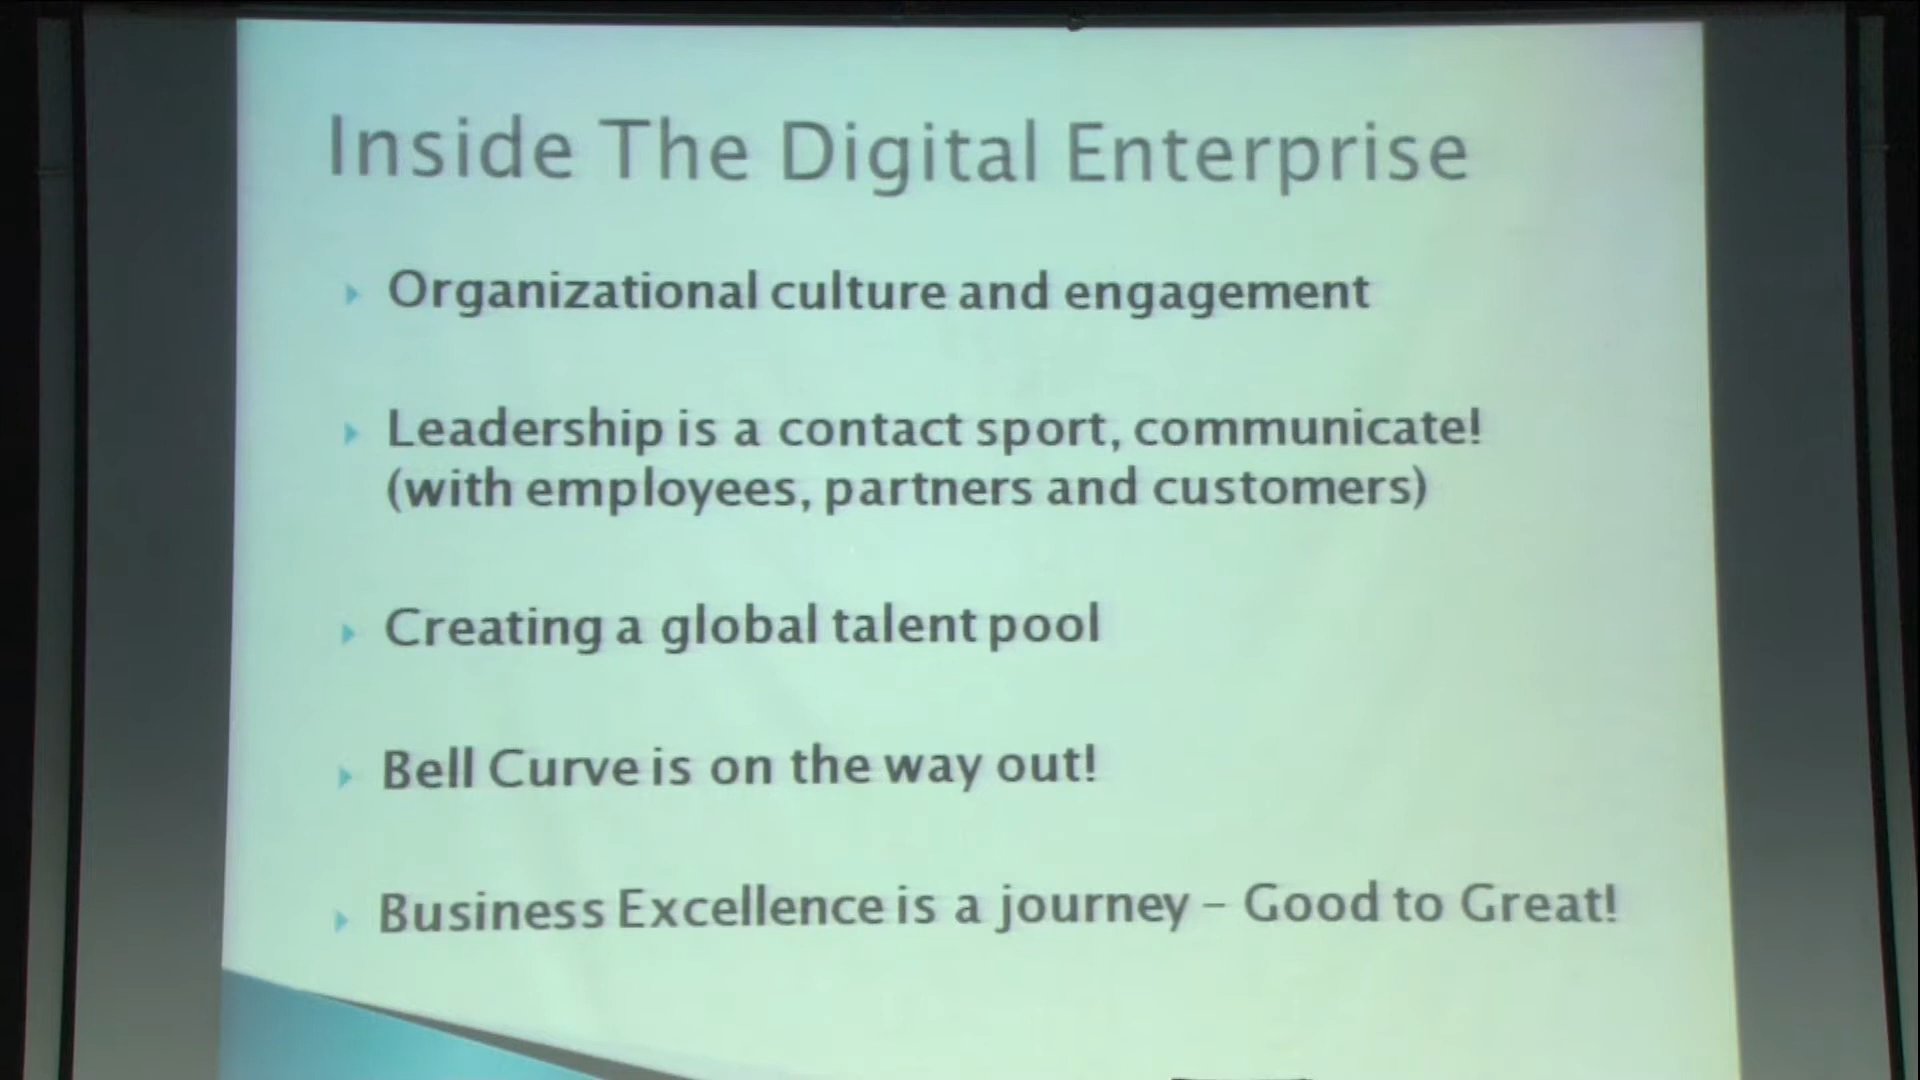 Inside The Digital Enterprise
Organizational culture and engagement
Leadership is a contact sport, communicate!
(with employees, partners and customers)
Creating a global talent pool
Bell Curve is on the way out!
Business Excellence is a journey – Good to Great!